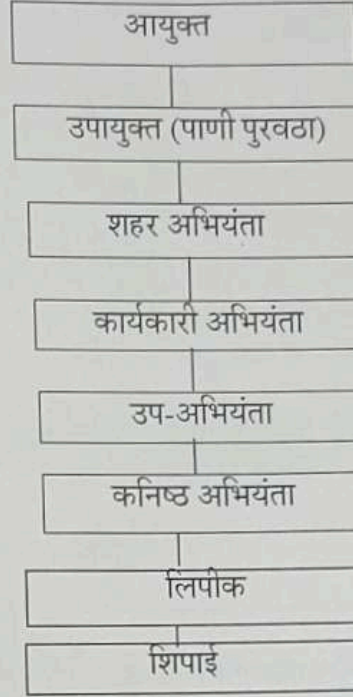 आयुक्त
उपायुक्त (पाणी पुरवठा)
शहर अभियंता
कार्यकारी अभियंता
उप-अभियंता
कनिष्ठ अभियंता
लिपीक
शिपाई